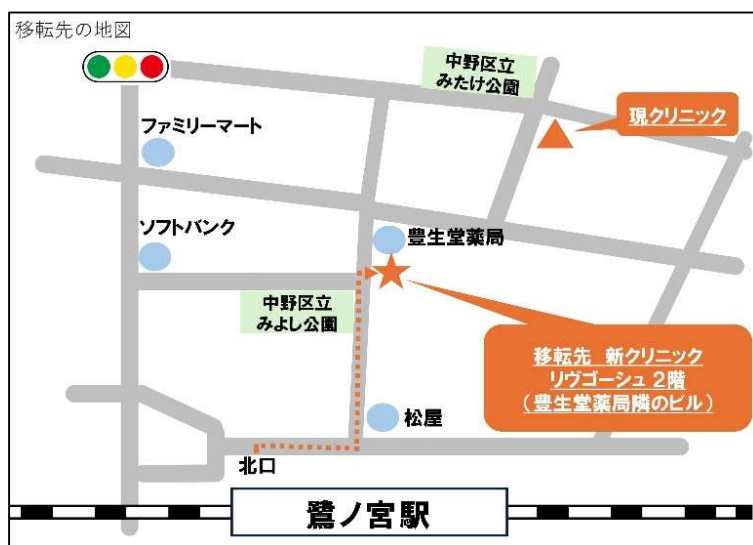 移転先の地図
中野区立
みたけ公園
現クリニック
ファミリーマート
ソフトバンク
豊生堂薬局
中野区立
みよし公園
移転先 新クリニック
リヴゴーシュ 2階
(豊生堂薬局隣のビル)
松屋
北口
鷺ノ宮駅